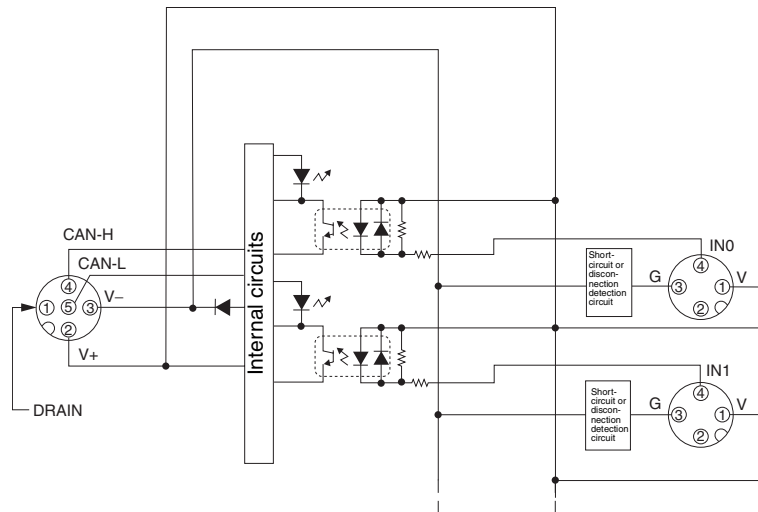 Internal circuits
CAN-H
CAN-L
4
1
5
3
V−
2
V+
DRAIN
IN0
Short-
circuit or
discon-
nection
detection
circuit
G
4
3
1
2
V
IN1
Short-
circuit or
discon-
nection
detection
circuit
G
4
3
1
2
V